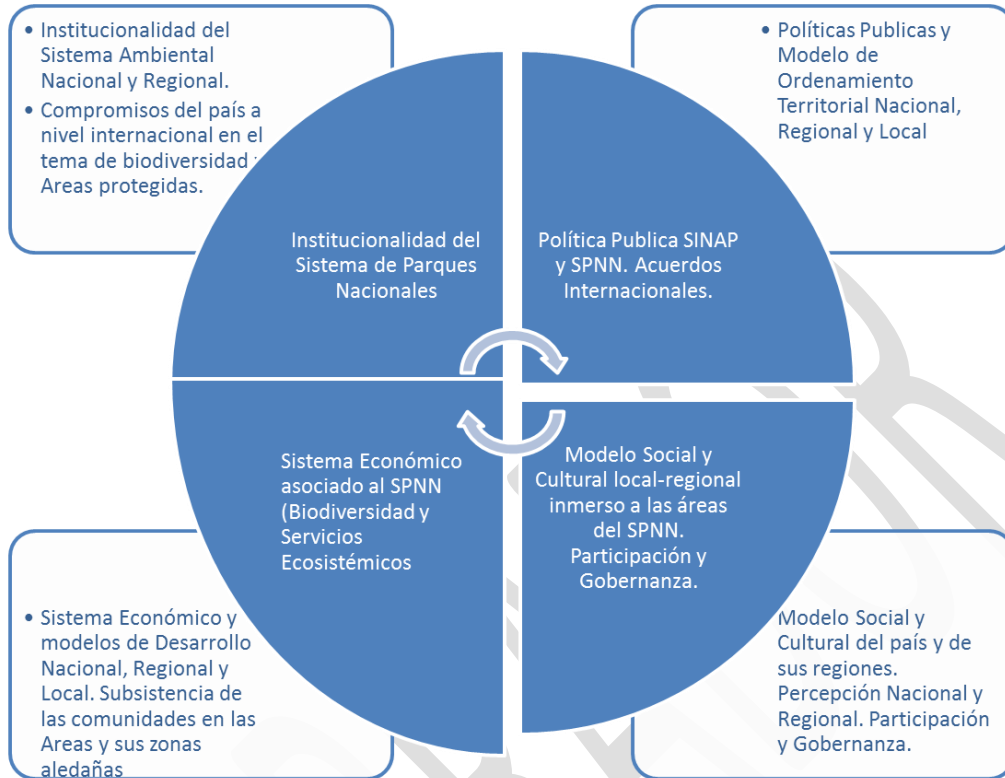 • Institucionalidad del
Sistema Ambiental
Nacional y Regional.
• Compromisos del país a
nivel internacional en el
tema de biodiversidad
Areas protegidas.
• Políticas Publicas y
Modelo de
Ordenamiento
Territorial Nacional,
Regional y Local
Institucionalidad del
Sistema de Parques
Nacionales
Política Publica SINAP
y SPNN. Acuerdos
Internacionales.
Sistema Económico
asociado al SPNN
(Biodiversidad y
Servicios
Ecosistémicos
Modelo Social y
Cultural local-regional
inmerso a las áreas
del SPNN.
Participación y
Gobernanza.
• Sistema Económico y
modelos de Desarrollo
Nacional, Regional y
Local. Subsistencia de
las comunidades en las
Areas y sus zonas
aledañas
Modelo Social y
Cultural del país y de
sus regiones.
Percepción Nacional y
Regional. Participación
y Gobernanza.